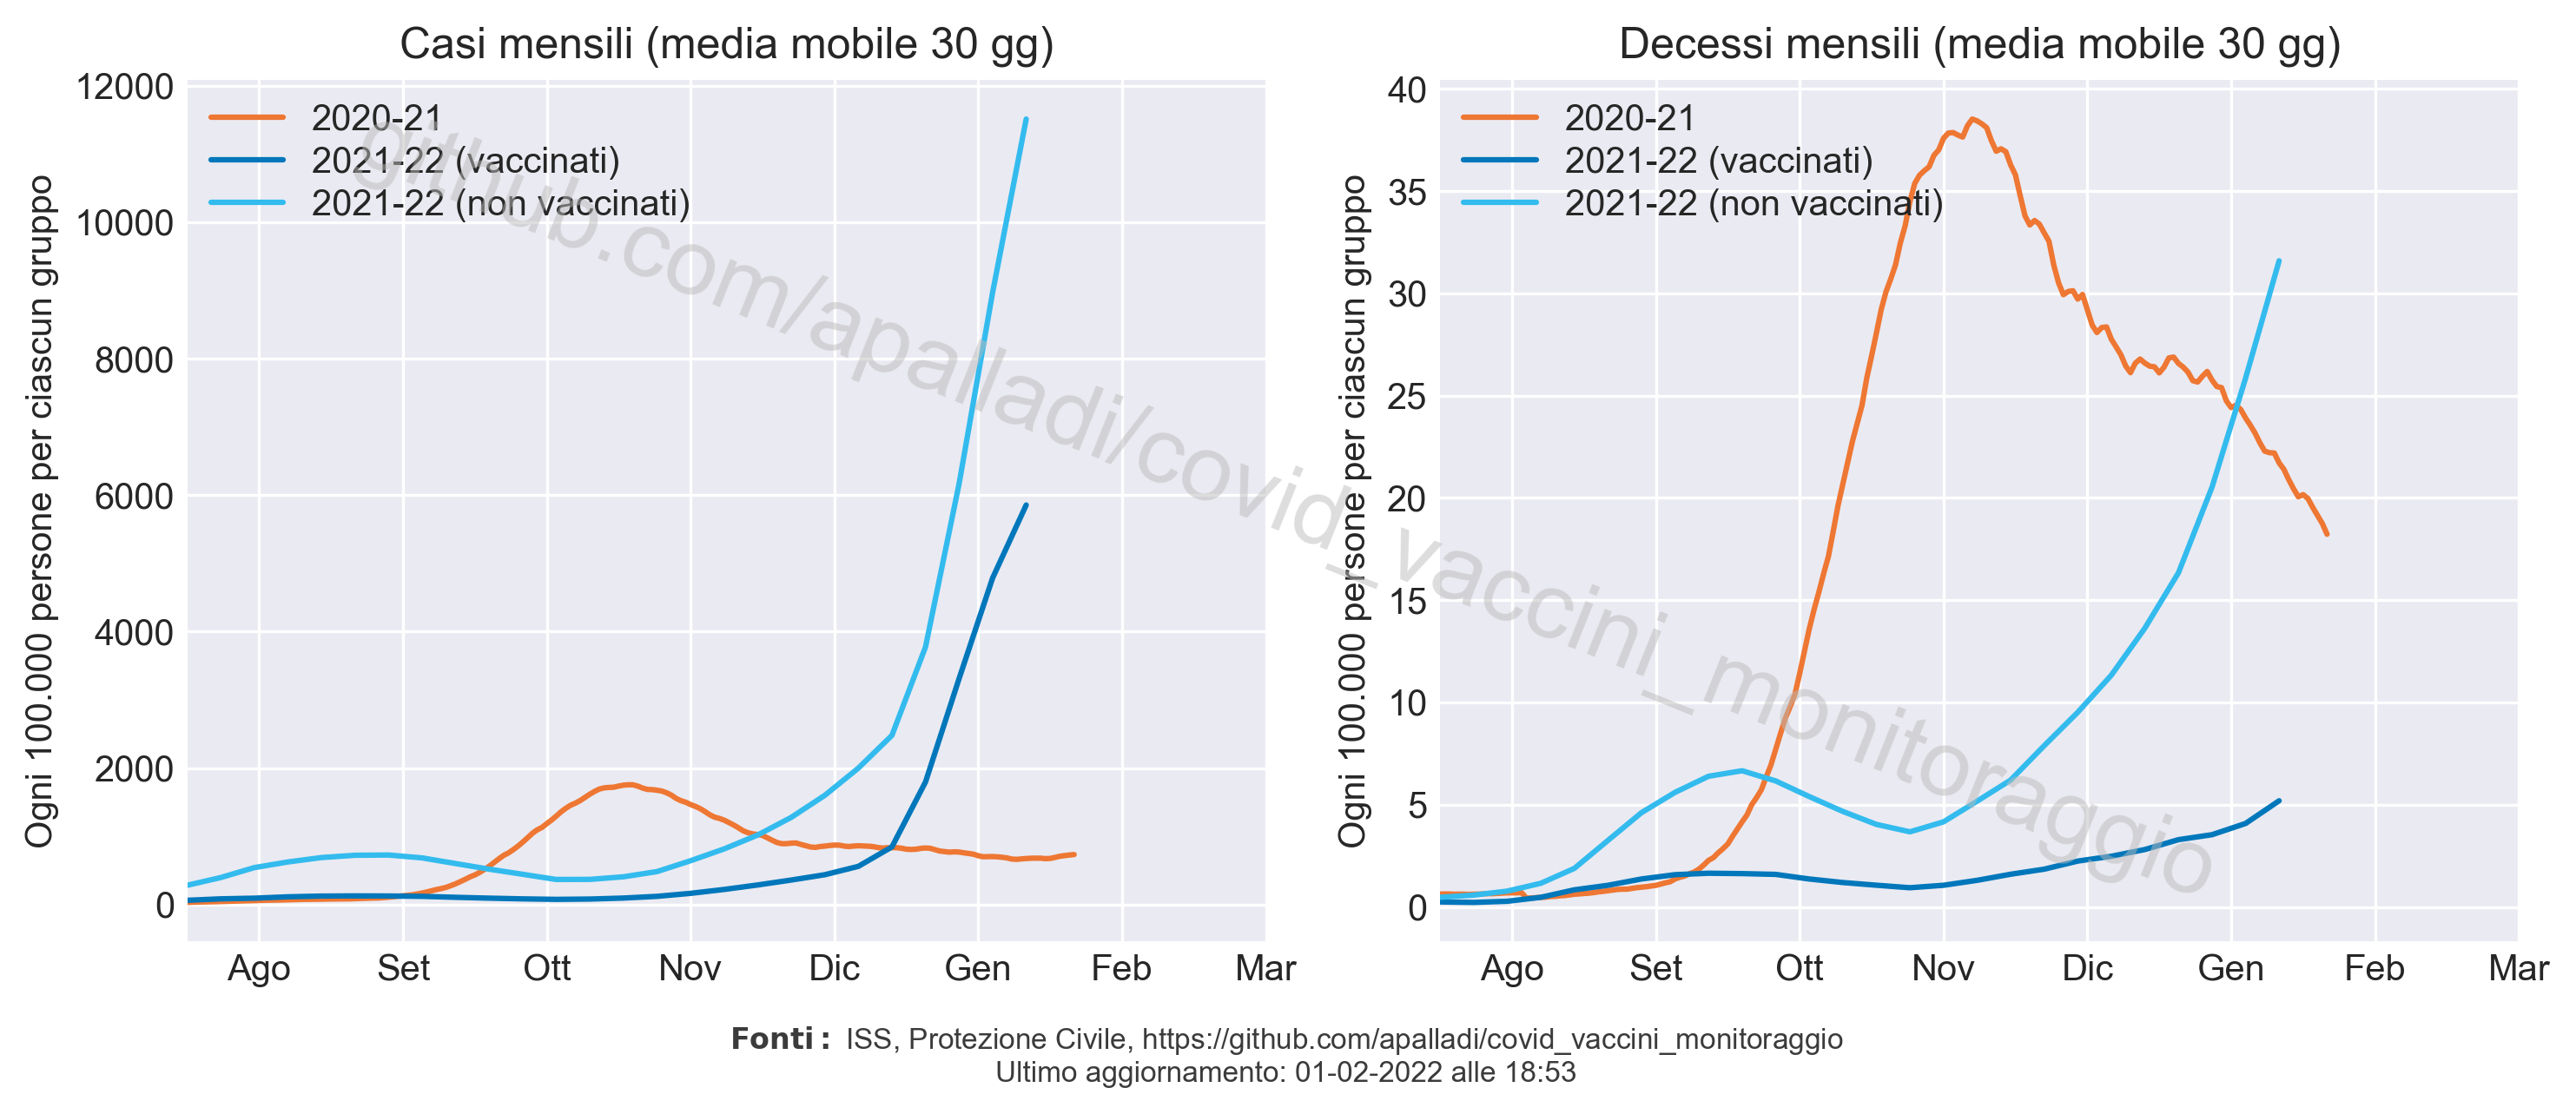 Casi mensili (media mobile 30 gg)
Ogni 100.000 persone per ciascun gruppo
12000
10000
8000
6000
4000
2000
0
2020-21
2021-22 (vaccinati)
2021-22 (non vaccinati)
Ago Set Ott Nov Dic Gen Feb Mar
Decessi mensili (media mobile 30 gg)
Ogni 100.000 persone per ciascun gruppo
40
35
30
25
20
15
10
5
0
2020-21
2021-22 (vaccinati)
2021-22 (non vaccinati)
Ago Set Ott Nov Dic Gen Feb Mar
github.com/apalladi/covid_vaccini_monitoraggio
Fonti: ISS, Protezione Civile, https://github.com/apalladi/covid_vaccini_monitoraggio
Ultimo aggiornamento: 01-02-2022 alle 18:53